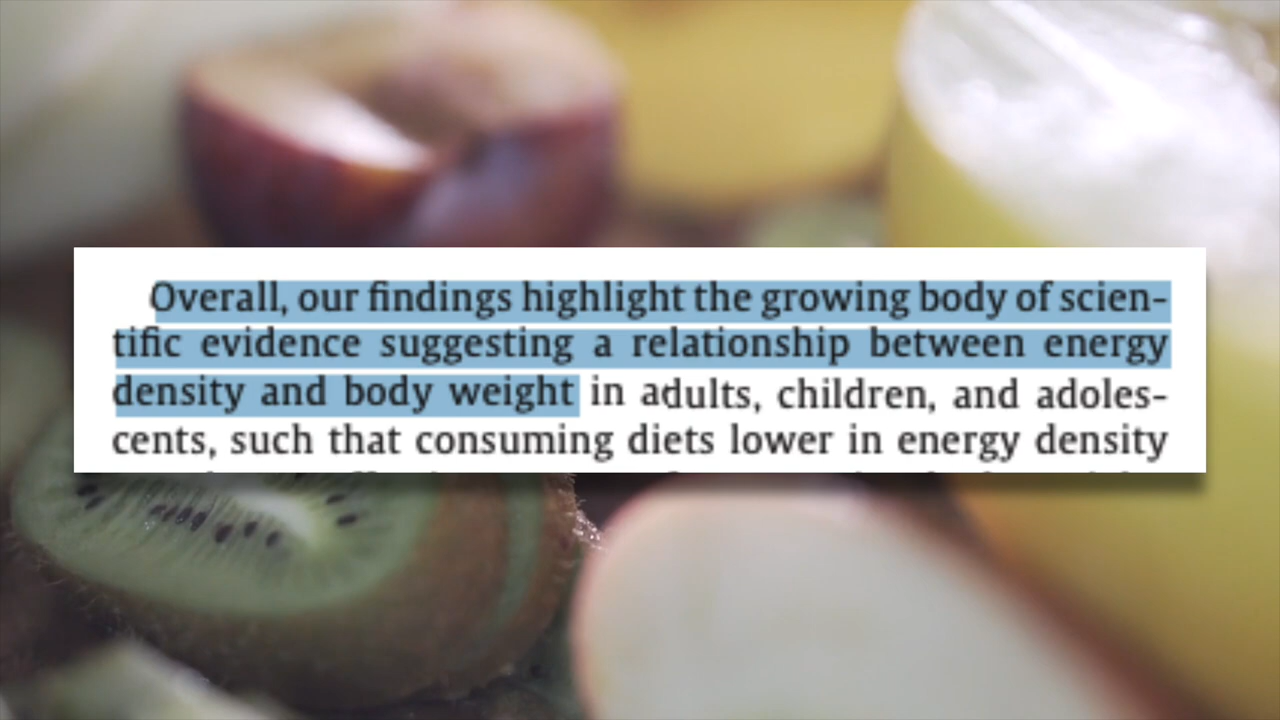 Overall, our findings highlight the growing body of scien-
tific evidence suggesting a relationship between energy
density and body weight in adults, children, and adoles-
cents, such that consuming diets lower in energy density